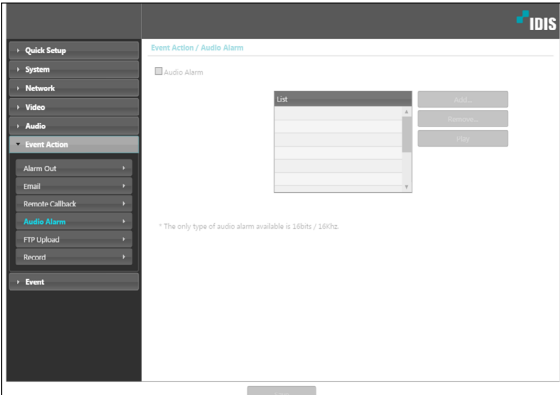 IDIS
Quick Setup
System
Network
Video
Audio
Event Action
Alarm Out
Email
Remote Callback
Audio Alarm
FTP Upload
Record
Event
Event Action / Audio Alarm
Audio Alarm
List
Add...
Remove...
Play
* The only type of audio alarm available is 16bits / 16Khz.